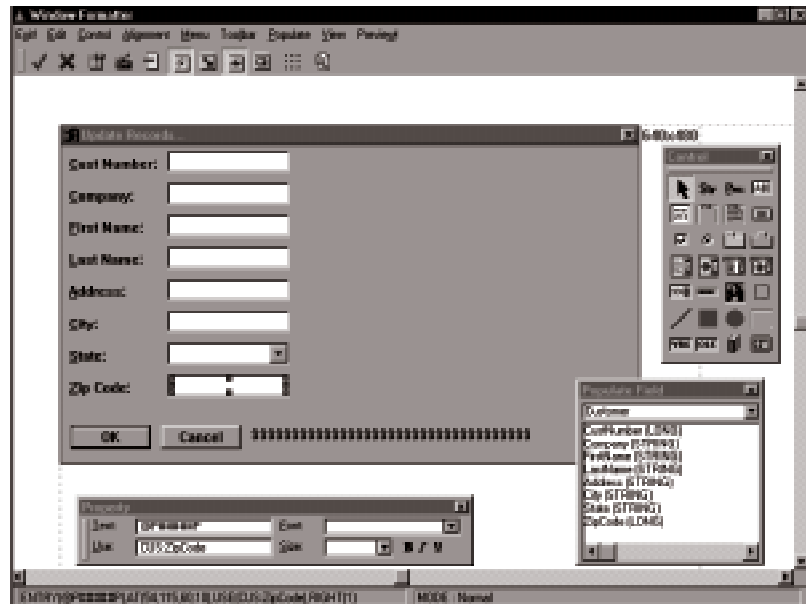 Window Formatter
Exit Edit Control Alignment Menu Toolbar Populate View Preview!
Update Records...
640x480
Cust Number:
Company:
First Name:
Last Name:
Address:
City:
State:
Zip Code:
OK Cancel
Control
Populate Field
Customer
CustNumber (LONG)
Company (STRING)
FirstName (STRING)
LastName (STRING)
Address (STRING)
City (STRING)
State (STRING)
ZipCode (LONG)
Property
Text: Font:
Use: CUS:ZipCode Size: B I U
MODE : Normal